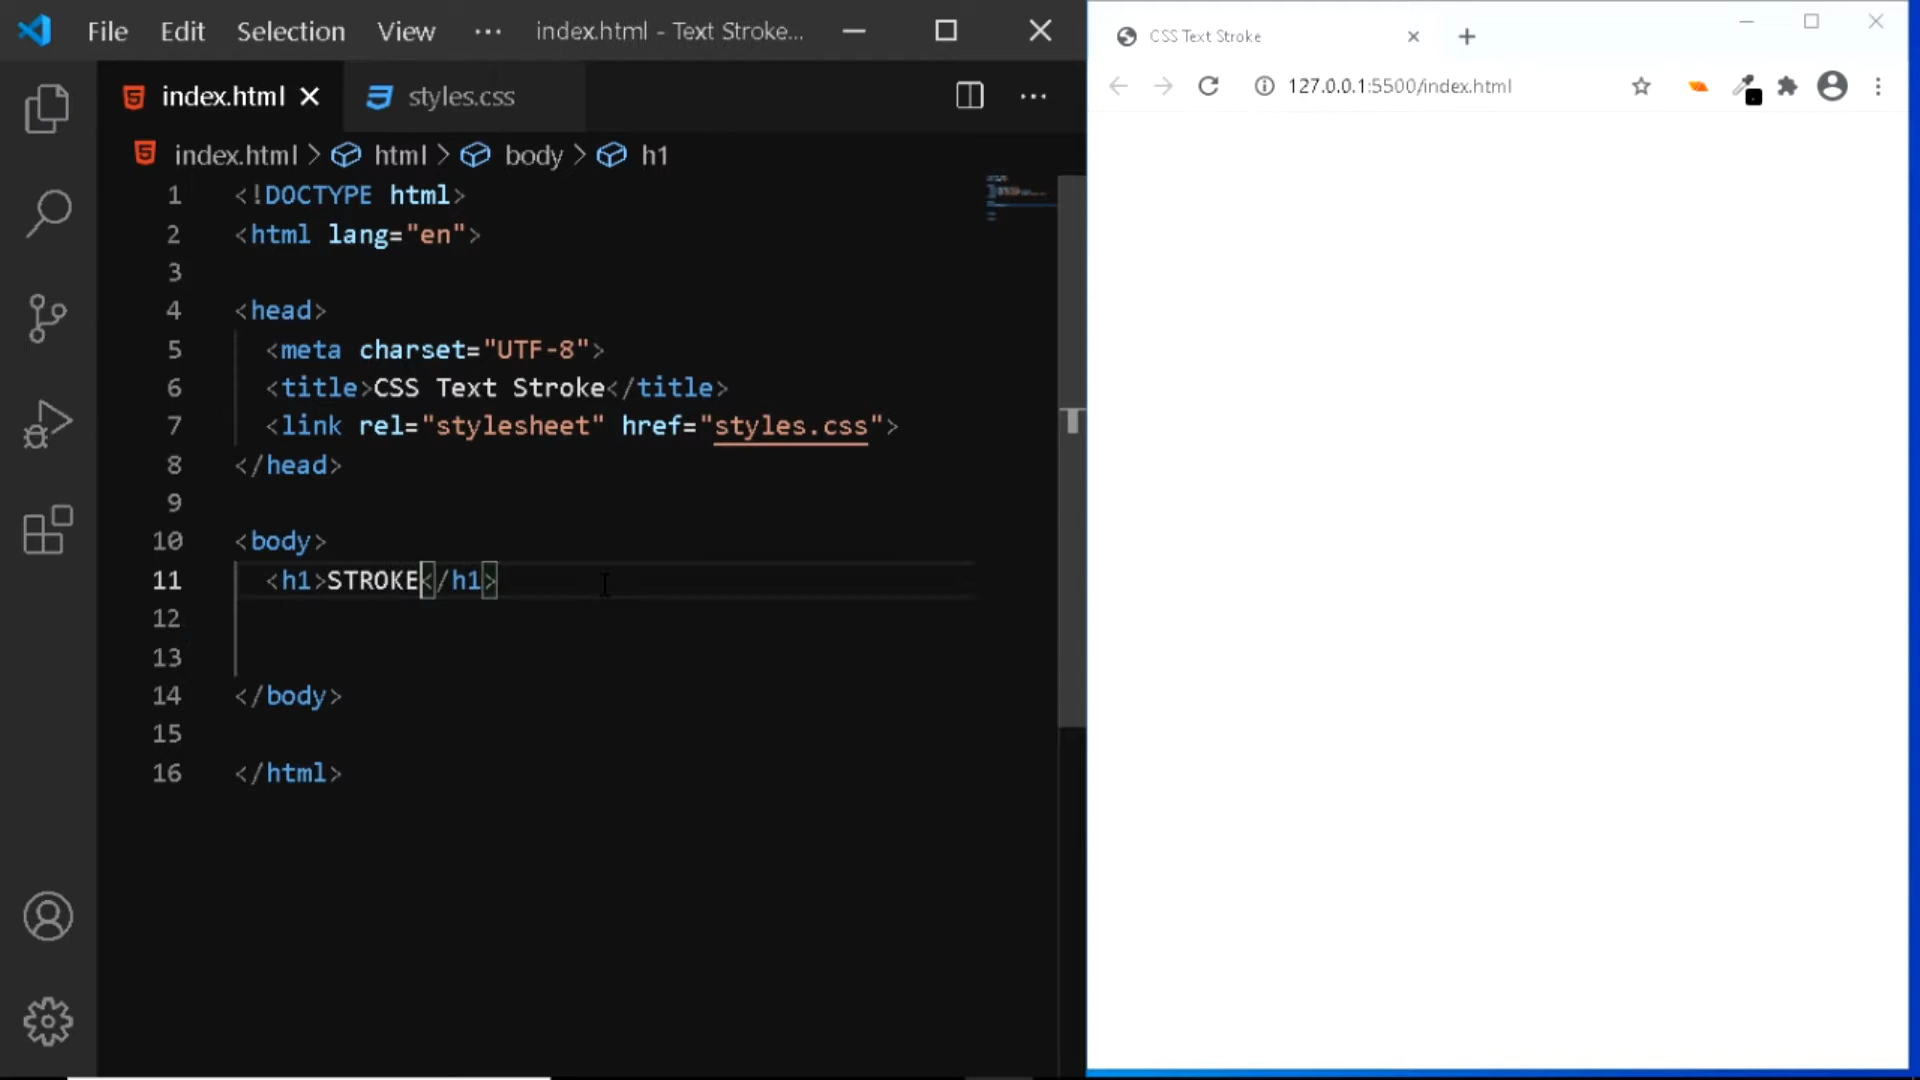 File Edit Selection View ··· index.html - Text Stroke...
index.html styles.css ···
index.html > html > body > h1
1 <!DOCTYPE html>
2 <html lang="en">
3
4 <head>
5 <meta charset="UTF-8">
6 <title>CSS Text Stroke</title>
7 <link rel="stylesheet" href="styles.css">
8 </head>
9
10 <body>
11 <h1>STROKE</h1>
12
13
14 </body>
15
16 </html>
CSS Text Stroke
127.0.0.1:5500/index.html